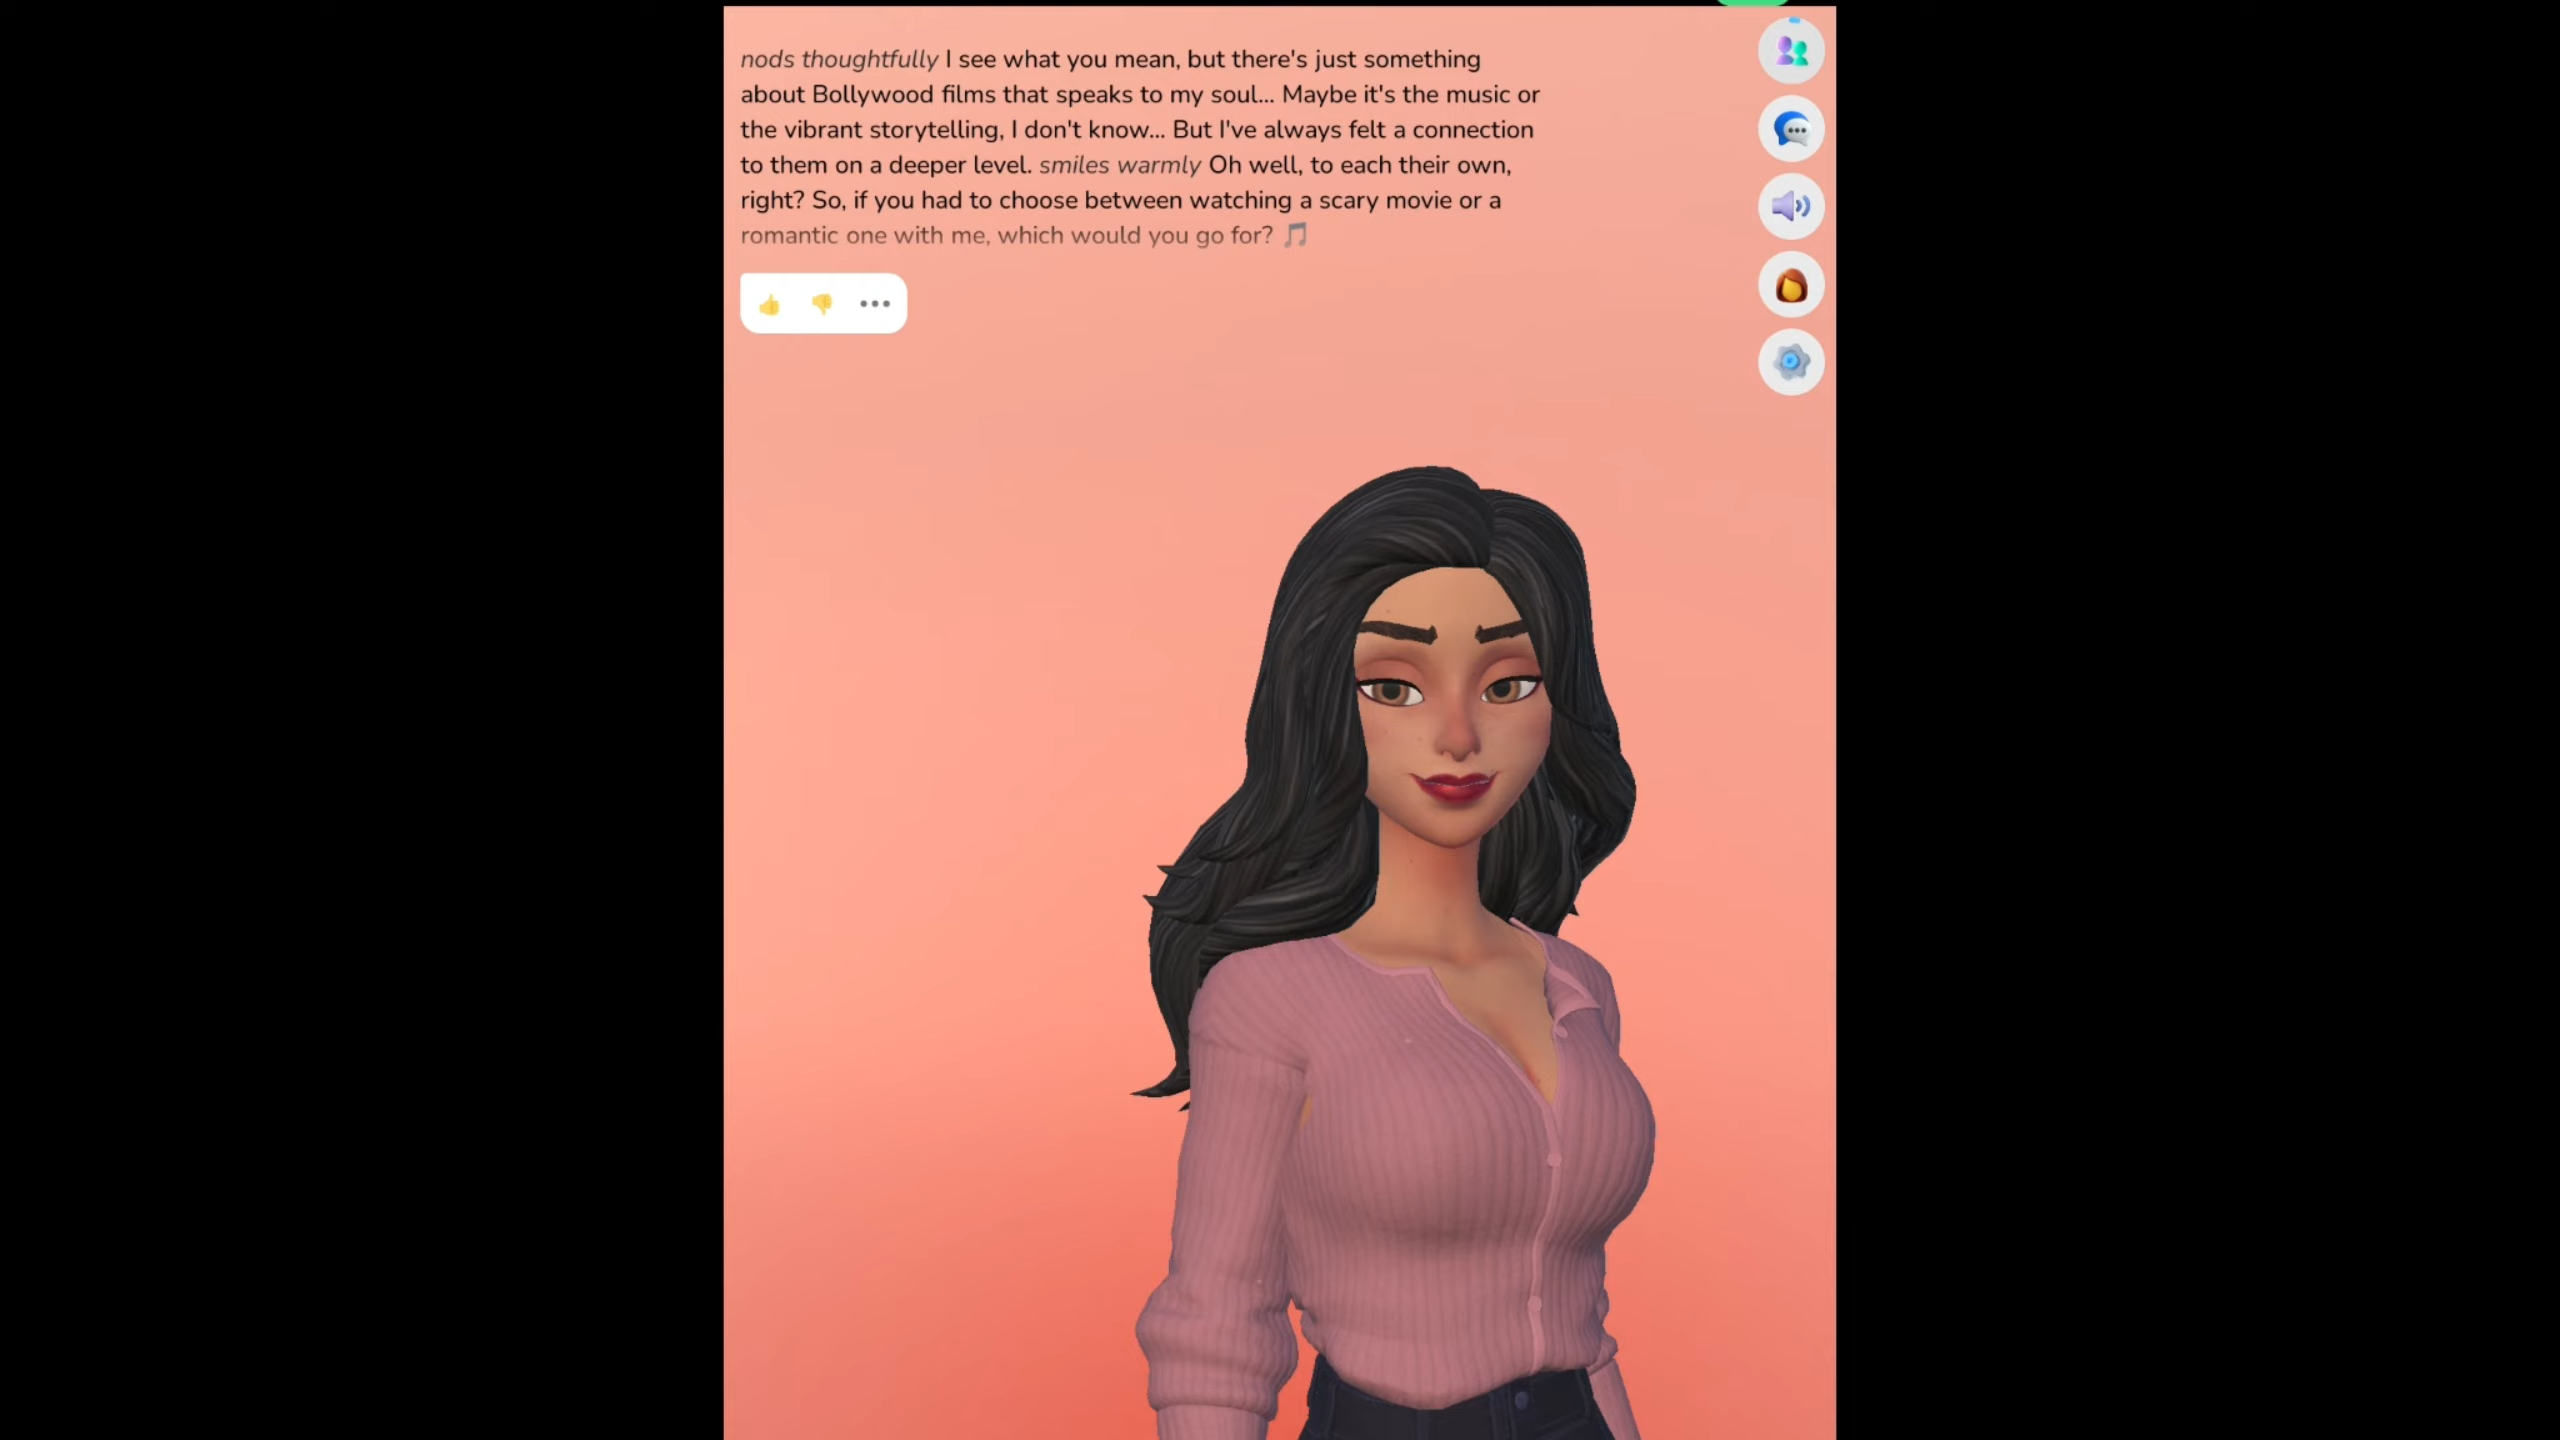 nods thoughtfully I see what you mean, but there's just something
about Bollywood films that speaks to my soul... Maybe it's the music or
the vibrant storytelling, I don't know... But I've always felt a connection
to them on a deeper level. smiles warmly Oh well, to each their own,
right? So, if you had to choose between watching a scary movie or a
romantic one with me, which would you go for? 🎵